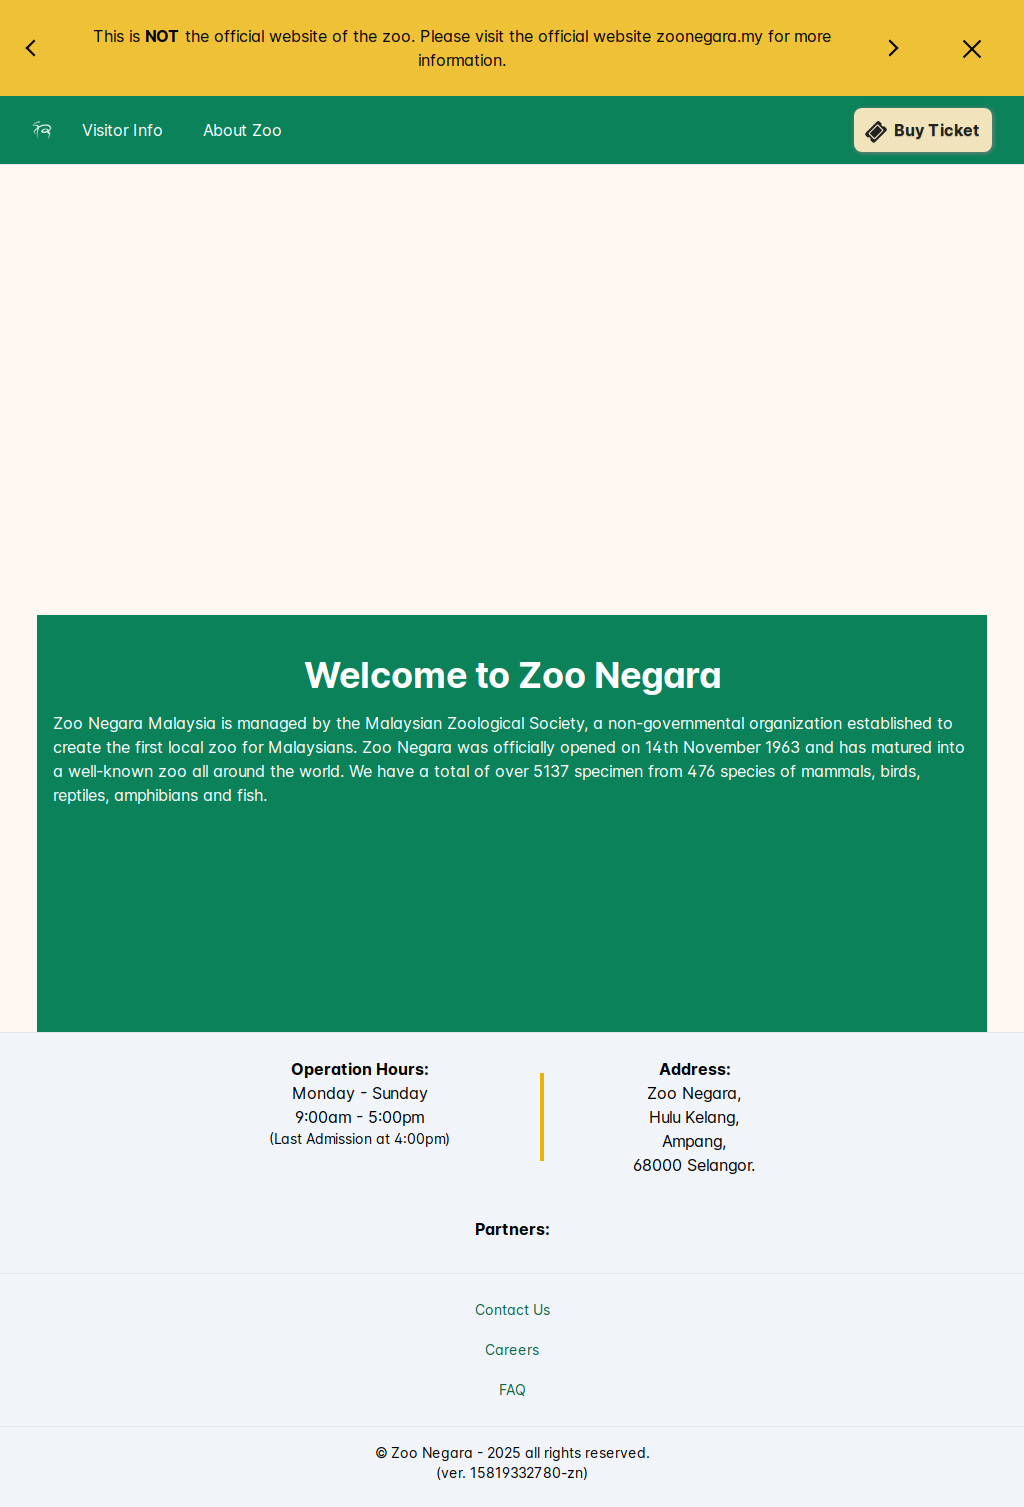 This is NOT the official website of the zoo. Please visit the official website zoonegara.my for more
information.
Visitor Info
About Zoo
Buy Ticket
Welcome to Zoo Negara
Zoo Negara Malaysia is managed by the Malaysian Zoological Society, a non-governmental organization established to
create the first local zoo for Malaysians. Zoo Negara was officially opened on 14th November 1963 and has matured into
a well-known zoo all around the world. We have a total of over 5137 specimen from 476 species of mammals, birds,
reptiles, amphibians and fish.
Operation Hours:
Monday - Sunday
9:00am - 5:00pm
(Last Admission at 4:00pm)
Address:
Zoo Negara,
Hulu Kelang,
Ampang,
68000 Selangor.
Partners:
Contact Us
Careers
FAQ
© Zoo Negara - 2025 all rights reserved.
(ver. 15819332780-zn)